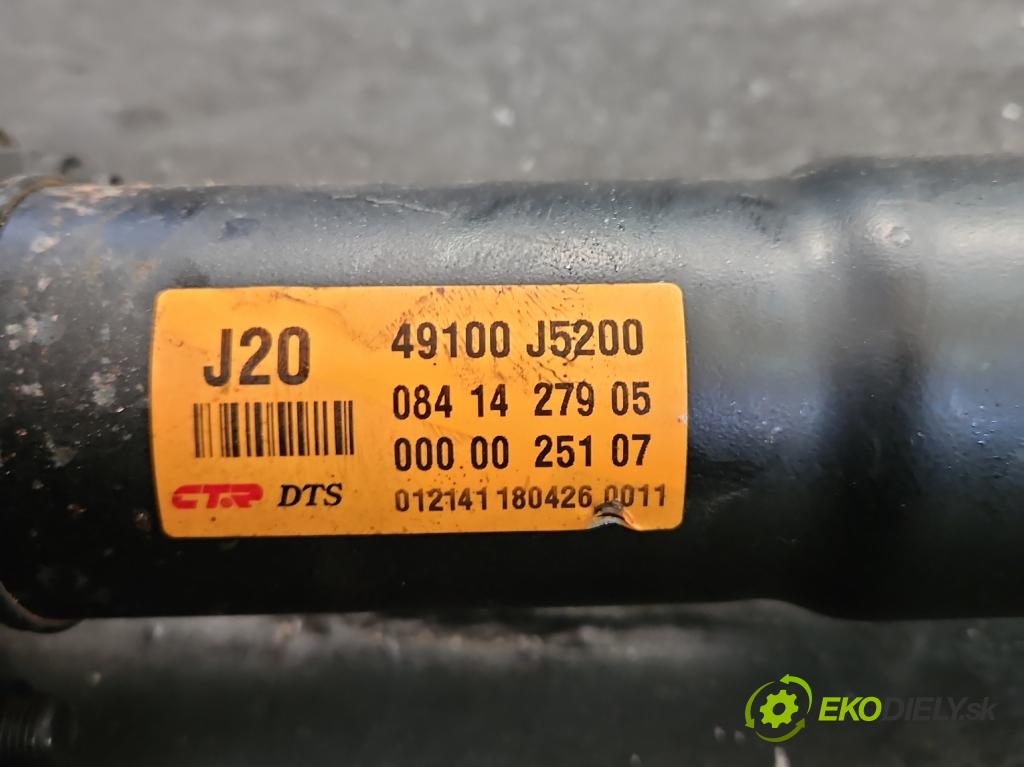 J20
49100 J5200
084 14 279 05
000 00 251 07
CTR DTS
012141 180426 0011
EKODIELY.sk